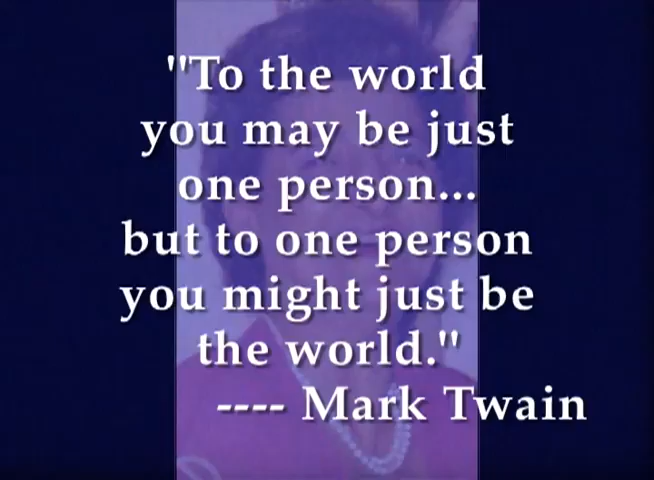 "To the world
you may be just
one person...
but to one person
you might just be
the world."
---- Mark Twain